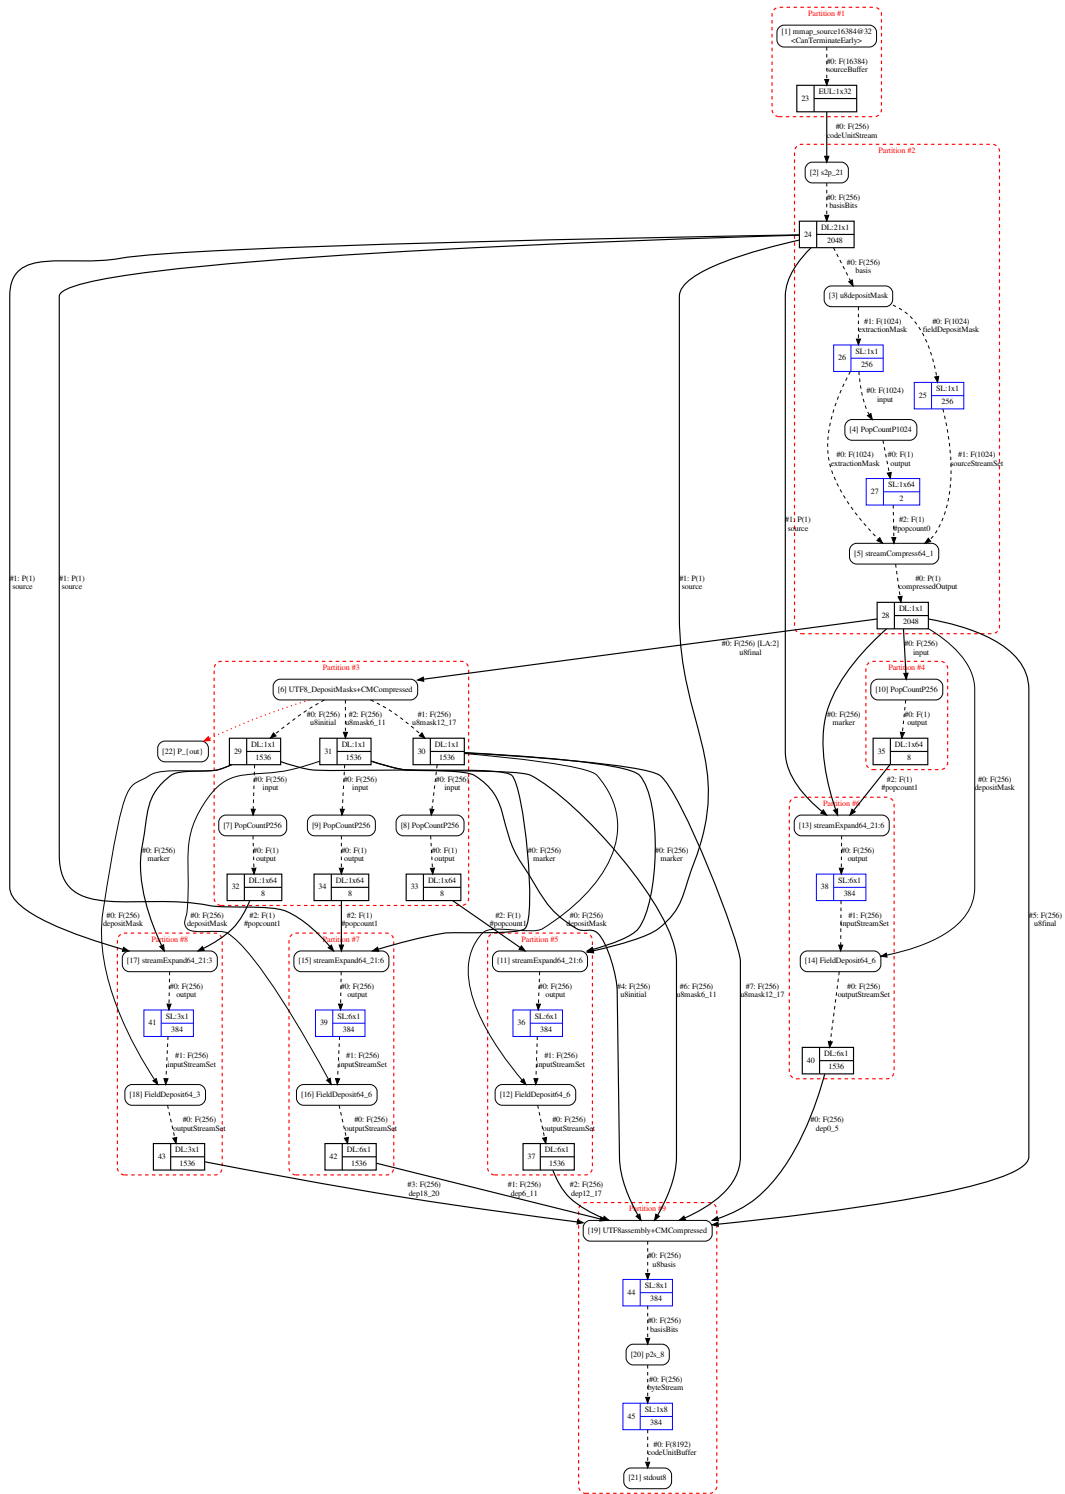 Partition #1
[1] mmap_source16384@32
<CanTerminateEarly>
#0: F(16384)
sourceBuffer
23
EUL:1x32
#0: F(256)
codeUnitStream
Partition #2
[2] s2p_21
#0: F(256)
basisBits
24
DL:21x1
2048
#0: F(256)
basis
[3] u8depositMask
#1: F(1024)
extractionMask
#0: F(1024)
fieldDepositMask
26
SL:1x1
256
25
SL:1x1
256
#0: F(1024)
input
[4] PopCountP1024
#0: F(1024)
extractionMask
#0: F(1)
output
#1: F(1024)
sourceStreamSet
27
SL:1x64
2
#2: F(1)
#popcount0
#1: P(1)
source
[5] streamCompress64_1
#1: P(1)
source
#1: P(1)
source
#1: P(1)
source
#0: P(1)
compressedOutput
28
DL:1x1
2048
#0: F(256) [LA:2]
u8final
#0: F(256)
input
Partition #3
Partition #4
[6] UTF8_DepositMasks+CMCompressed
[10] PopCountP256
#0: F(256)
u8initial
#2: F(256)
u8mask6_11
#1: F(256)
u8mask12_17
#0: F(256)
marker
#0: F(1)
output
[22] P_{out}
29
DL:1x1
1536
31
DL:1x1
1536
30
DL:1x1
1536
35
DL:1x64
8
#0: F(256)
input
#0: F(256)
input
#0: F(256)
input
#2: F(1)
#popcount1
#0: F(256)
depositMask
Partition #6
[7] PopCountP256
[9] PopCountP256
[8] PopCountP256
[13] streamExpand64_21:6
#0: F(256)
marker
#0: F(1)
output
#0: F(1)
output
#0: F(1)
output
#0: F(256)
marker
#0: F(256)
marker
#0: F(256)
output
32
DL:1x64
8
34
DL:1x64
8
33
DL:1x64
8
38
SL:6x1
384
#0: F(256)
depositMask
#0: F(256)
depositMask
#2: F(1)
#popcount1
#2: F(1)
#popcount1
#2: F(1)
#popcount1
#0: F(256)
depositMask
#1: F(256)
inputStreamSet
#5: F(256)
u8final
Partition #8
Partition #7
Partition #5
[17] streamExpand64_21:3
[15] streamExpand64_21:6
[11] streamExpand64_21:6
[14] FieldDeposit64_6
#0: F(256)
output
#0: F(256)
output
#0: F(256)
output
#4: F(256)
u8initial
#6: F(256)
u8mask6_11
#7: F(256)
u8mask12_17
#0: F(256)
outputStreamSet
41
SL:3x1
384
39
SL:6x1
384
36
SL:6x1
384
40
DL:6x1
1536
#1: F(256)
inputStreamSet
#1: F(256)
inputStreamSet
#1: F(256)
inputStreamSet
[18] FieldDeposit64_3
[16] FieldDeposit64_6
[12] FieldDeposit64_6
#0: F(256)
outputStreamSet
#0: F(256)
outputStreamSet
#0: F(256)
outputStreamSet
#0: F(256)
dep0_5
43
DL:3x1
1536
42
DL:6x1
1536
37
DL:6x1
1536
#3: F(256)
dep18_20
#1: F(256)
dep6_11
#2: F(256)
dep12_17
Partition #9
[19] UTF8assembly+CMCompressed
#0: F(256)
u8basis
44
SL:8x1
384
#0: F(256)
basisBits
[20] p2s_8
#0: F(256)
byteStream
45
SL:1x8
384
#0: F(8192)
codeUnitBuffer
[21] stdout8